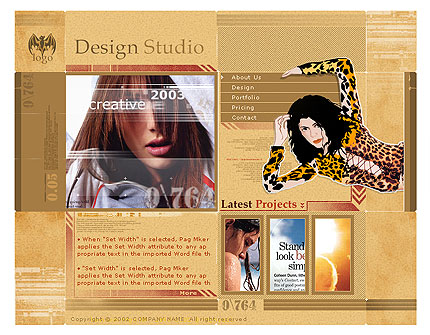 logo
Design Studio
0\764
2003
creative
0.05
0\764
About Us
Design
Portfolio
Pricing
Contact
Latest Projects
• When "Set Width" is selected, Pag Mker
applies the Set Width attribute to any ap
propriate text in the imported Word file th
• "Set Width" is selected, Pag Mker
applies the Set Width attribute to any ap
propriate text in the imported Word file th
More
Stand
look be
sim
0\764
Copyright © 2002 COMPANY NAME. All right reserved